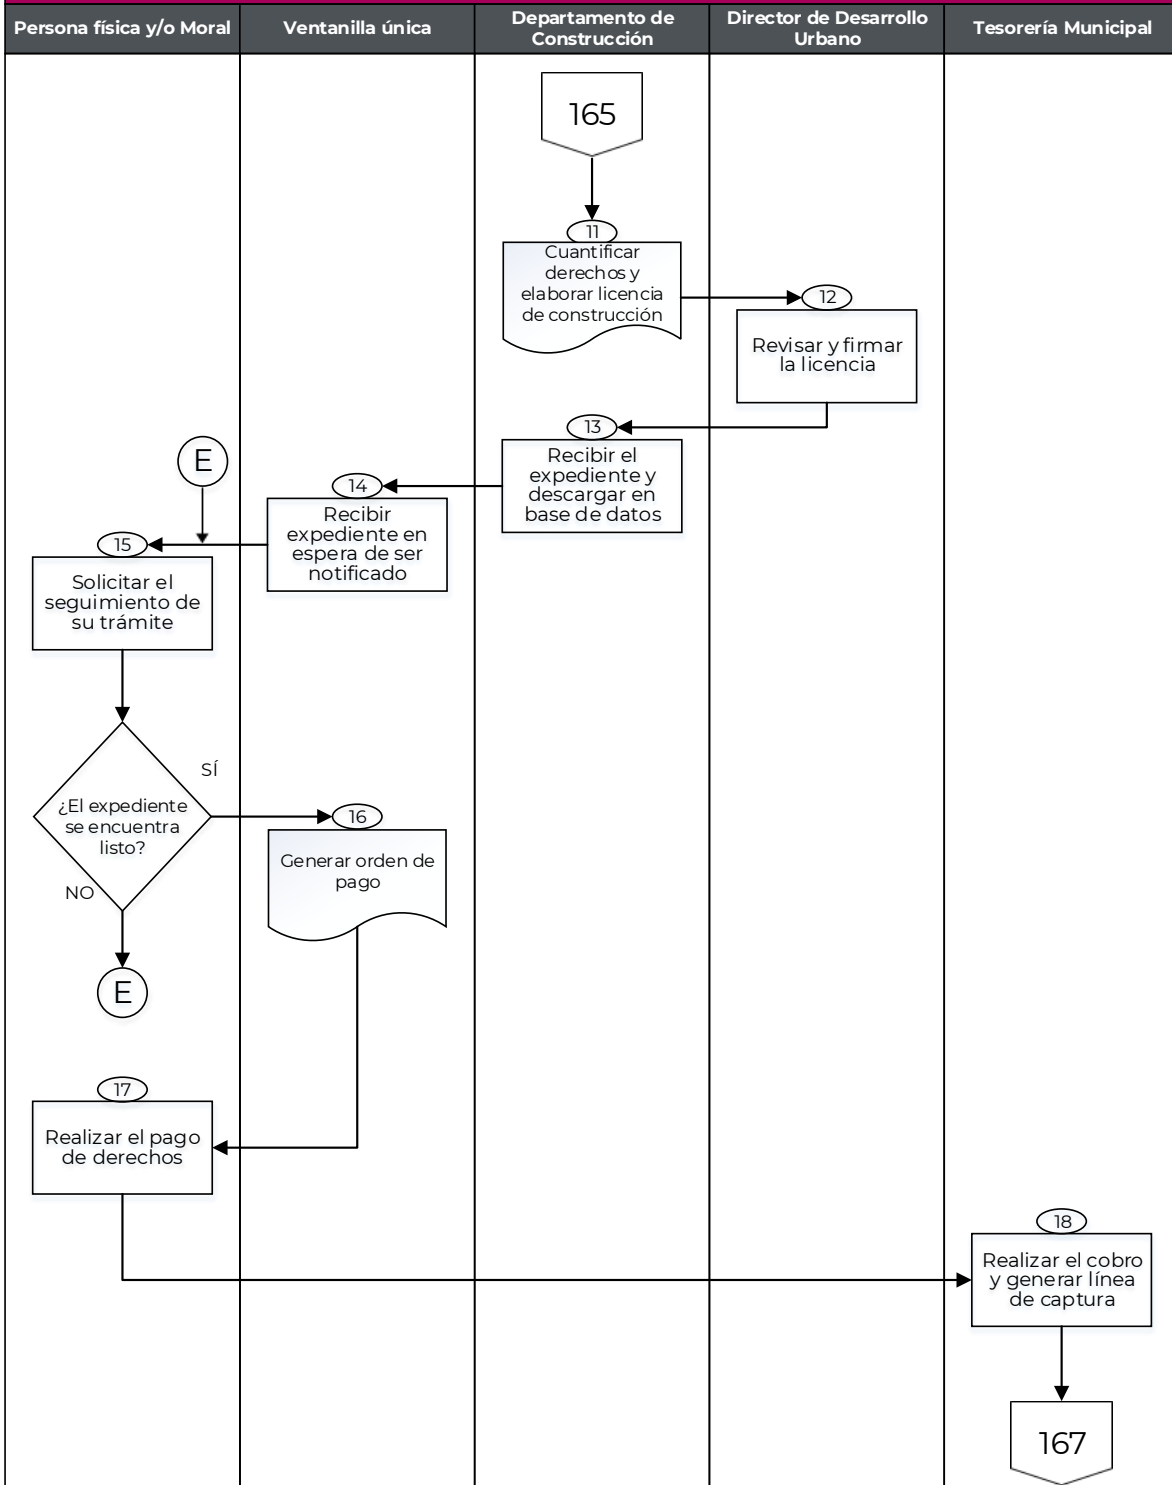 Persona física y/o Moral
Ventanilla única
Departamento de
Construcción
Director de Desarrollo
Urbano
Tesorería Municipal
165
11
Cuantificar
derechos y
elaborar licencia
de construcción
12
Revisar y firmar
la licencia
13
Recibir el
expediente y
descargar en
base de datos
E
14
Recibir
expediente en
espera de ser
notificado
15
Solicitar el
seguimiento de
su trámite
SÍ
¿El expediente
se encuentra
listo?
NO
16
Generar orden de
pago
E
17
Realizar el pago
de derechos
18
Realizar el cobro
y generar línea
de captura
167